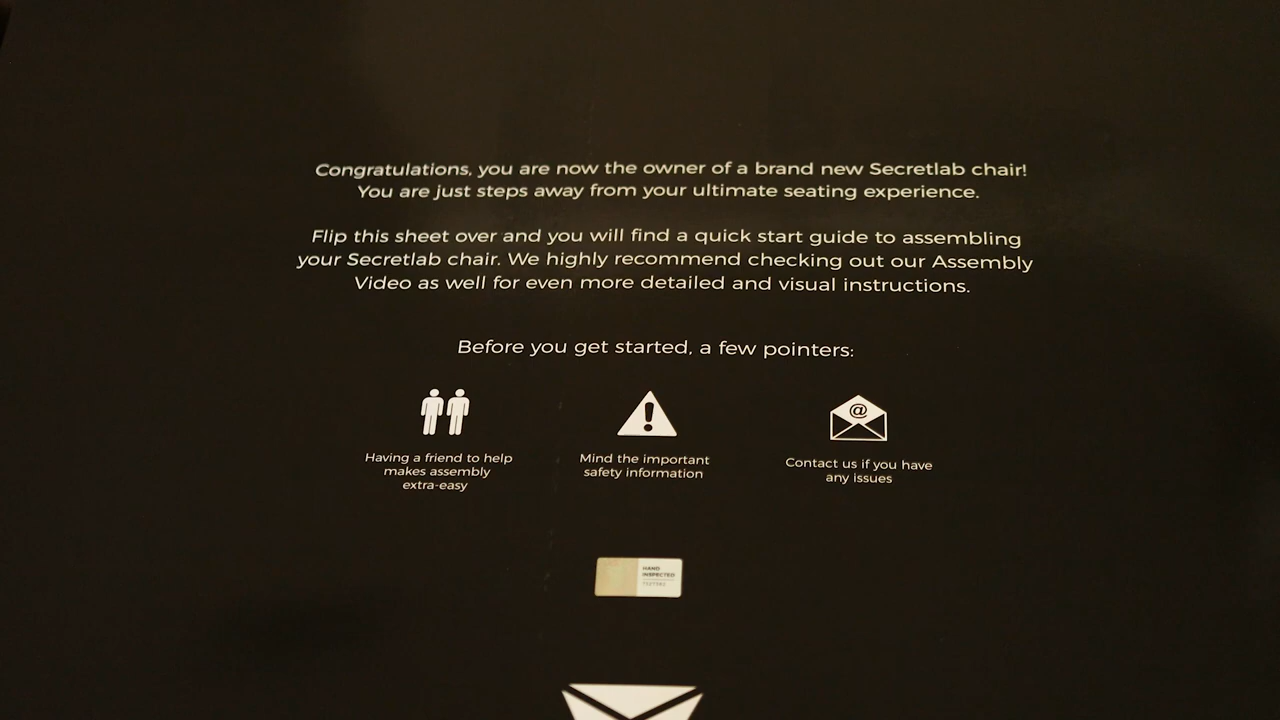 Congratulations, you are now the owner of a brand new Secretlab chair!
You are just steps away from your ultimate seating experience.
Flip this sheet over and you will find a quick start guide to assembling
your Secretlab chair. We highly recommend checking out our Assembly
Video as well for even more detailed and visual instructions.
Before you get started, a few pointers:
@
Having a friend to help
makes assembly
extra-easy
Mind the important
safety information
Contact us if you have
any issues
HAND
INSPECTED